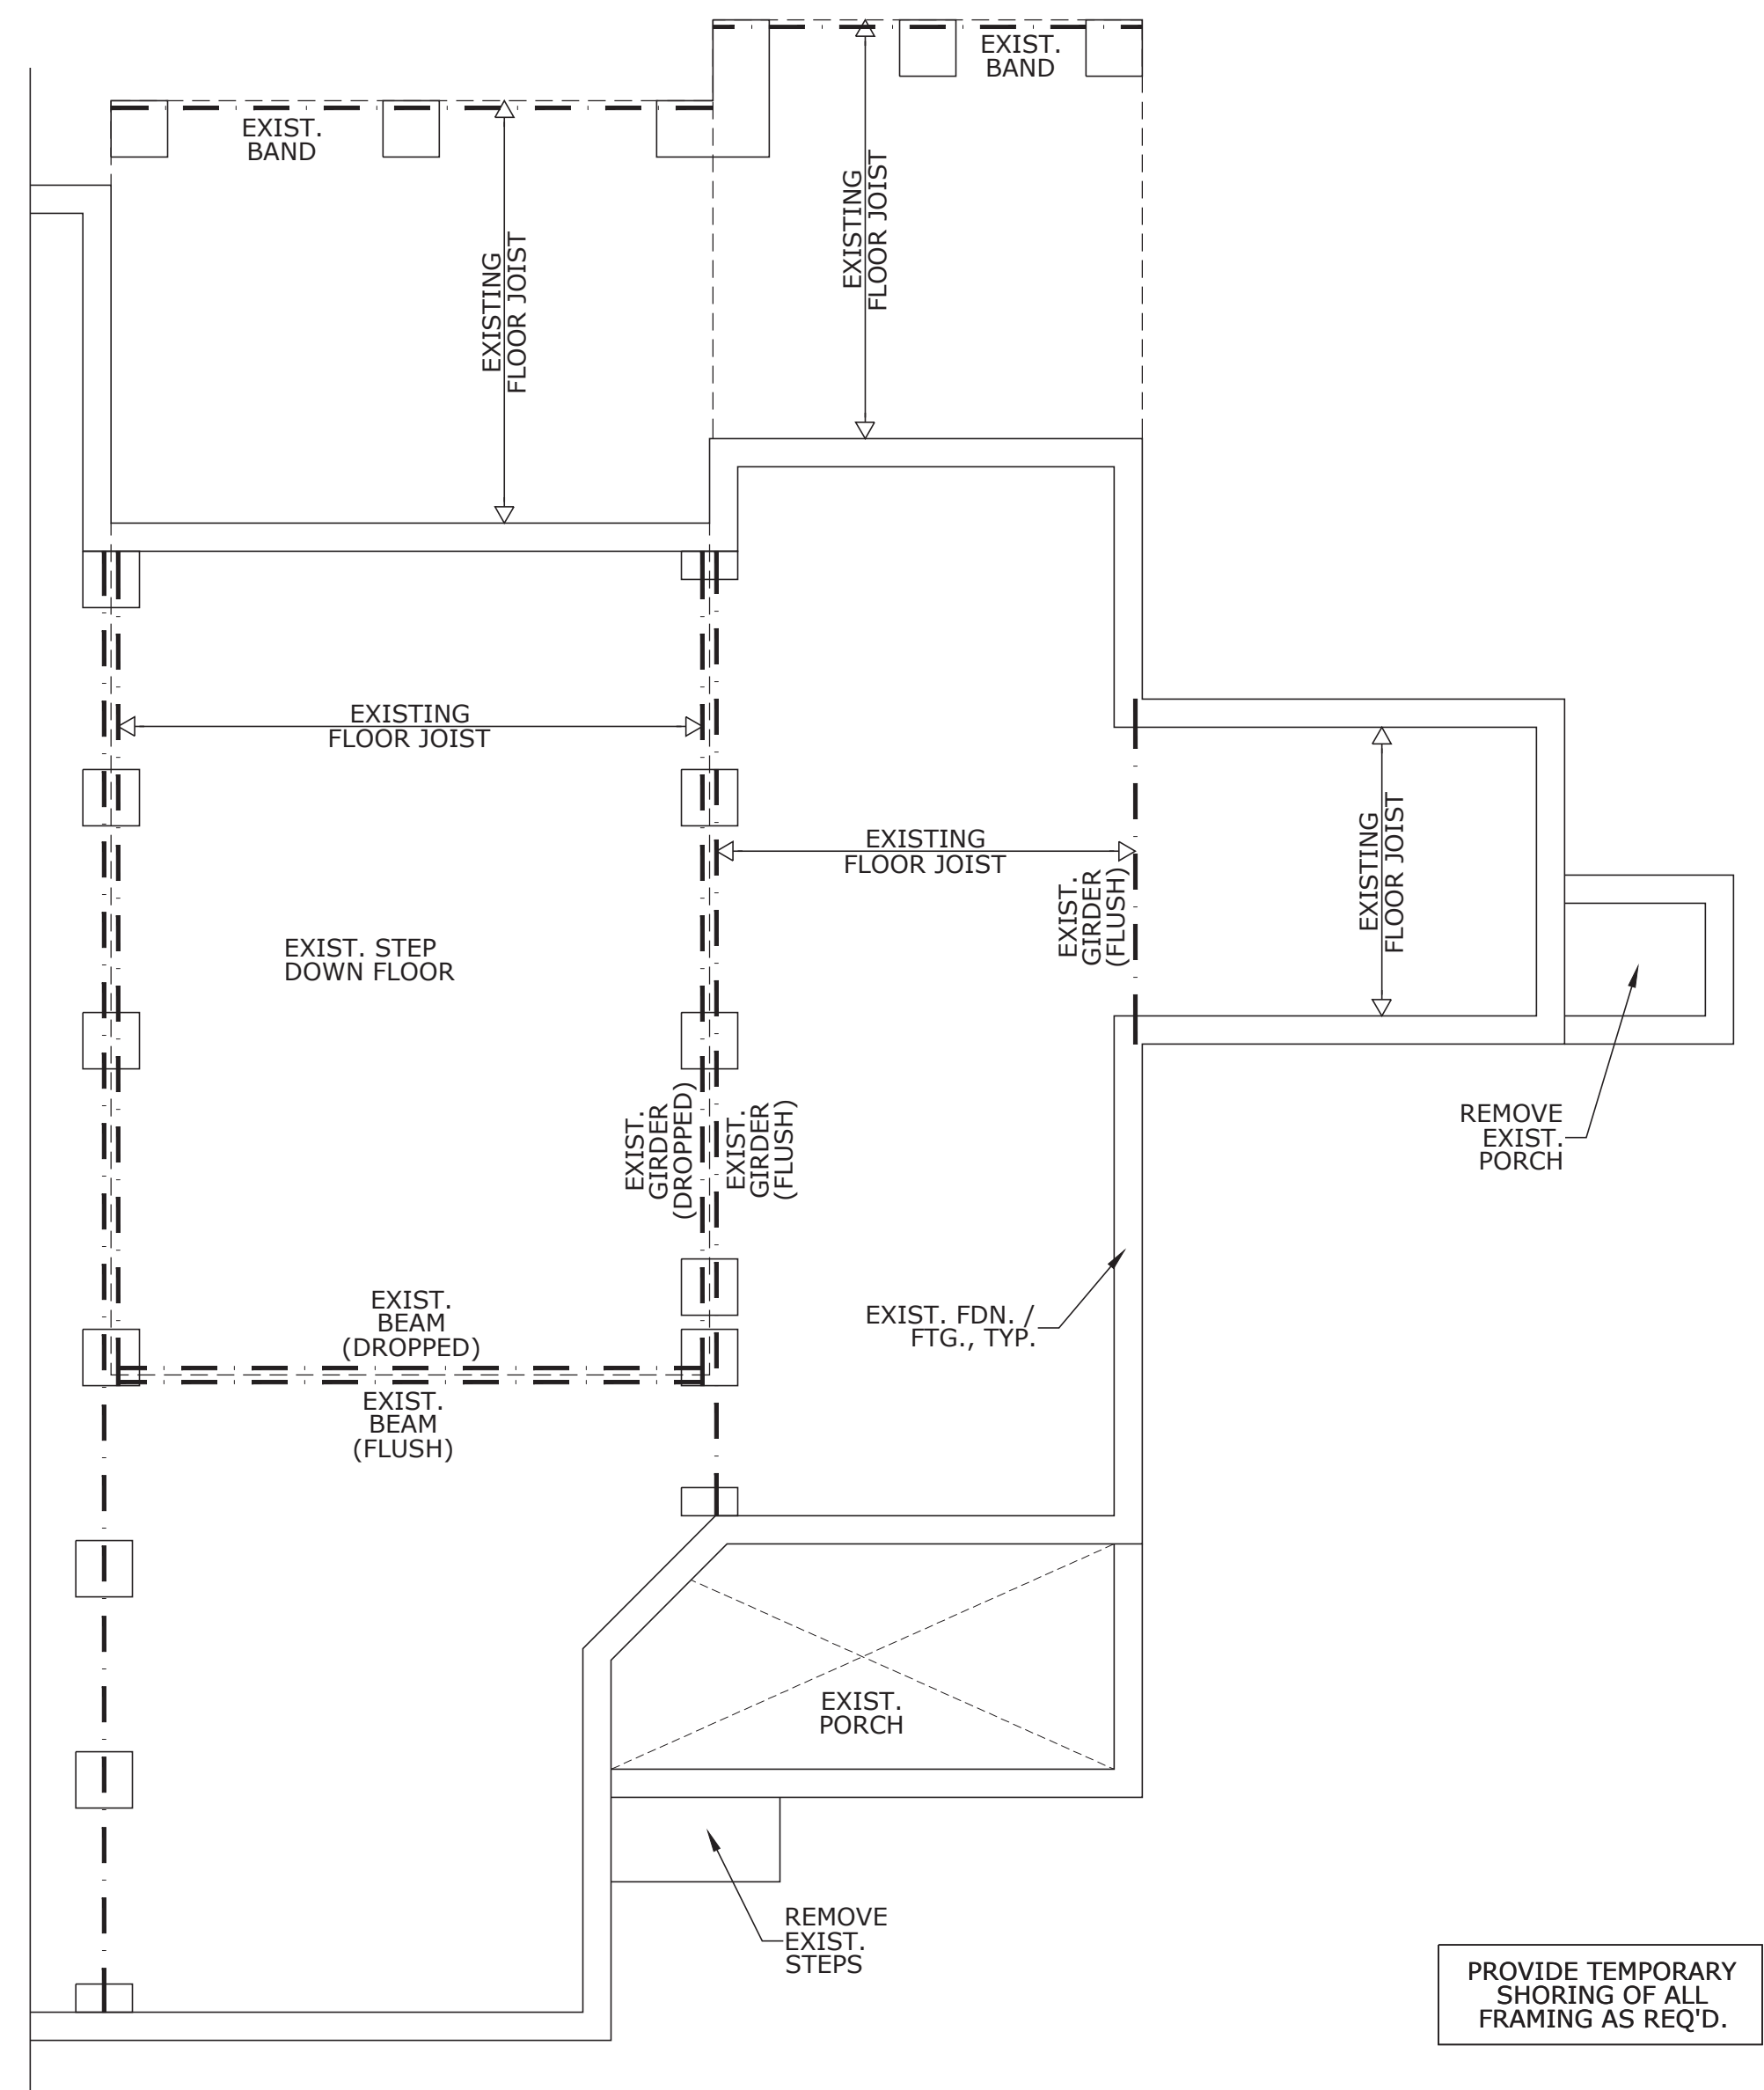 EXIST.
BAND
EXIST.
BAND
EXISTING
FLOOR JOIST
EXISTING
FLOOR JOIST
EXISTING
FLOOR JOIST
EXISTING
FLOOR JOIST
EXIST.
GIRDER
(FLUSH)
EXISTING
FLOOR JOIST
EXIST. STEP
DOWN FLOOR
EXIST.
GIRDER
(DROPPED)
EXIST.
GIRDER
(FLUSH)
REMOVE
EXIST.
PORCH
EXIST.
BEAM
(DROPPED)
EXIST. FDN. /
FTG., TYP.
EXIST.
BEAM
(FLUSH)
EXIST.
PORCH
REMOVE
EXIST.
STEPS
PROVIDE TEMPORARY
SHORING OF ALL
FRAMING AS REQ'D.